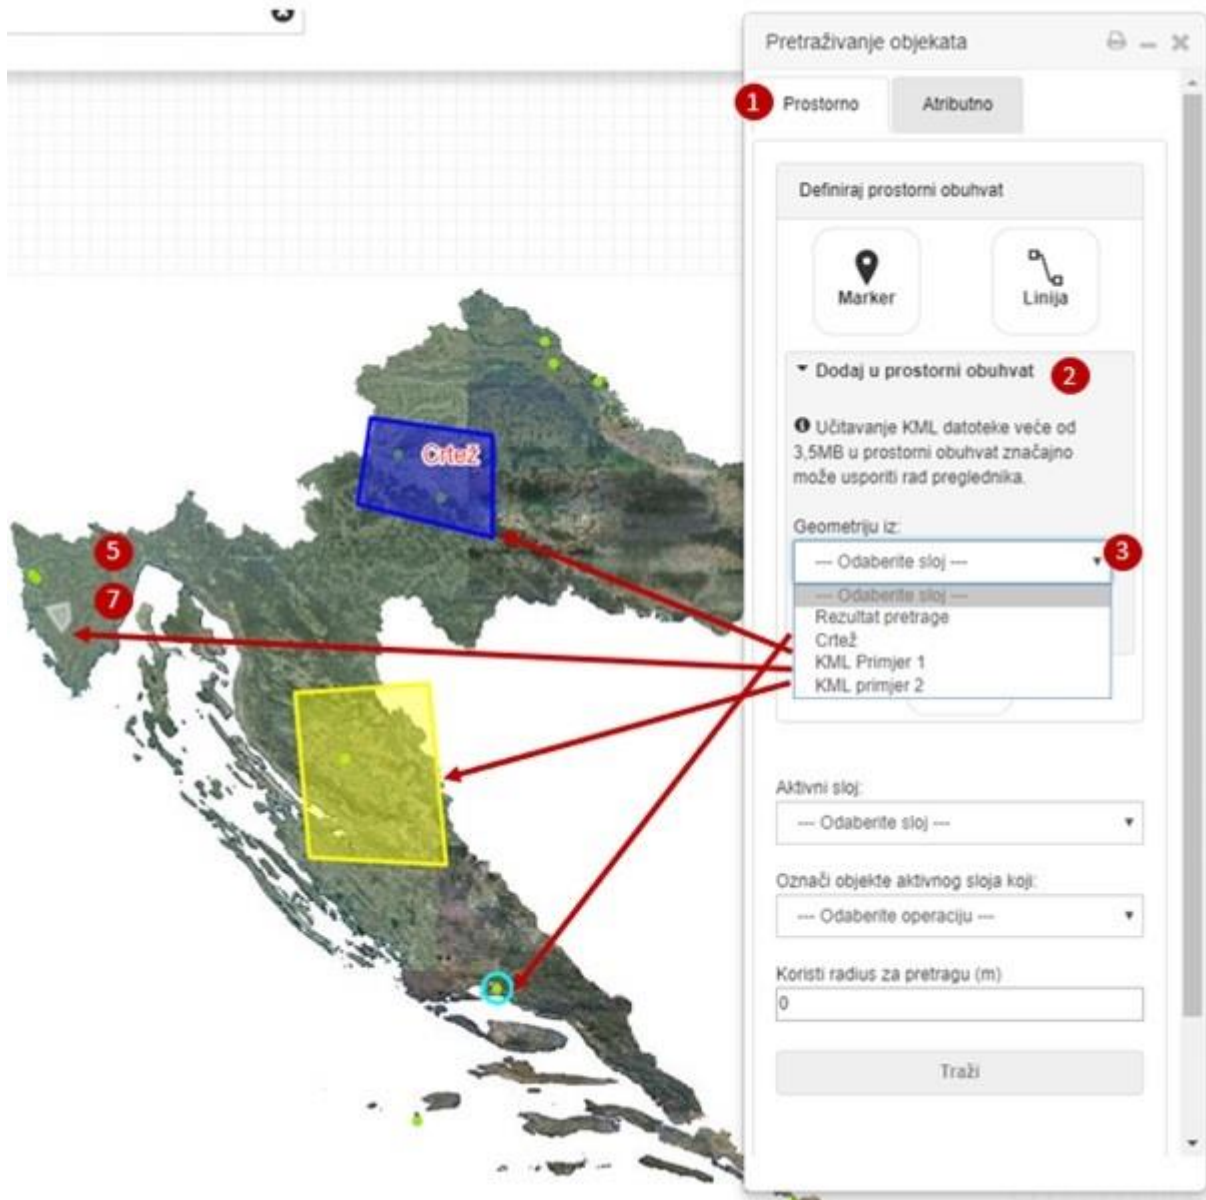 Pretraživanje objekata
1
Prostorno
Atributno
Definiraj prostorni obuhvat
Marker
Linija
Dodaj u prostorni obuhvat
2
Učitavanje KML datoteke veće od
3,5MB u prostorni obuhvat značajno
može usporiti rad preglednika.
Geometriju iz:
--- Odaberite sloj ---
3
--- Odaberite sloj ---
Rezultat pretrage
Crtež
KML Primjer 1
KML primjer 2
Aktivni sloj:
--- Odaberite sloj ---
Označi objekte aktivnog sloja koji:
--- Odaberite operaciju ---
Koristi radius za pretragu (m)
0
Traži
Crtež
5
7